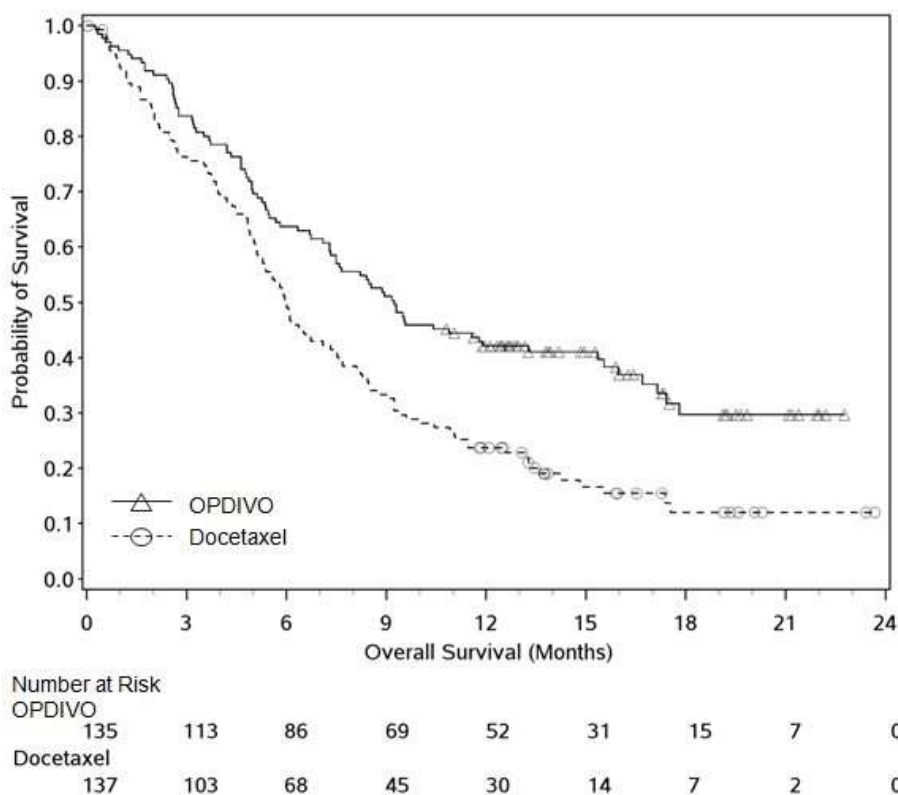 1.0
0.9
0.8
0.7
0.6
0.5
0.4
0.3
0.2
0.1
0.0
Probability of Survival
OPDIVO
Docetaxel
0 3 6 9 12 15 18 21 24
Overall Survival (Months)
Number at Risk
OPDIVO
135 113 86 69 52 31 15 7 0
Docetaxel
137 103 68 45 30 14 7 2 0